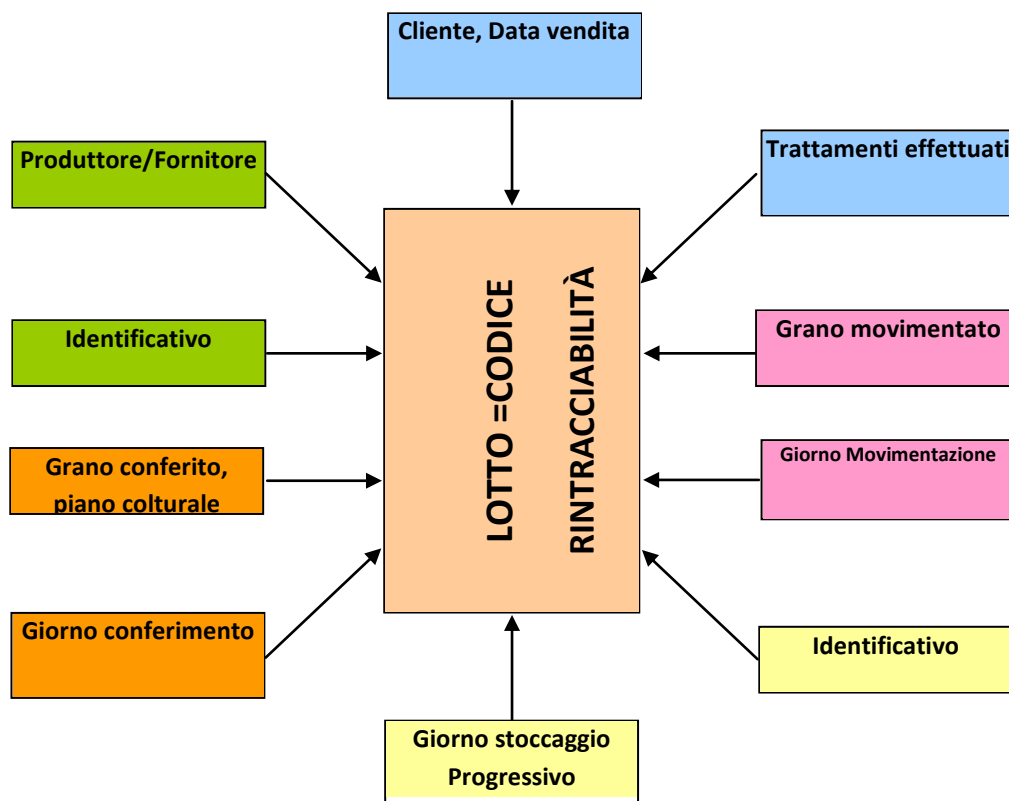 Cliente, Data vendita
Produttore/Fornitore
Trattamenti effettuati
LOTTO =CODICE
RINTRACCIABILITÀ
Identificativo
Grano movimentato
Grano conferito,
piano colturale
Giorno Movimentazione
Giorno conferimento
Identificativo
Giorno stoccaggio
Progressivo